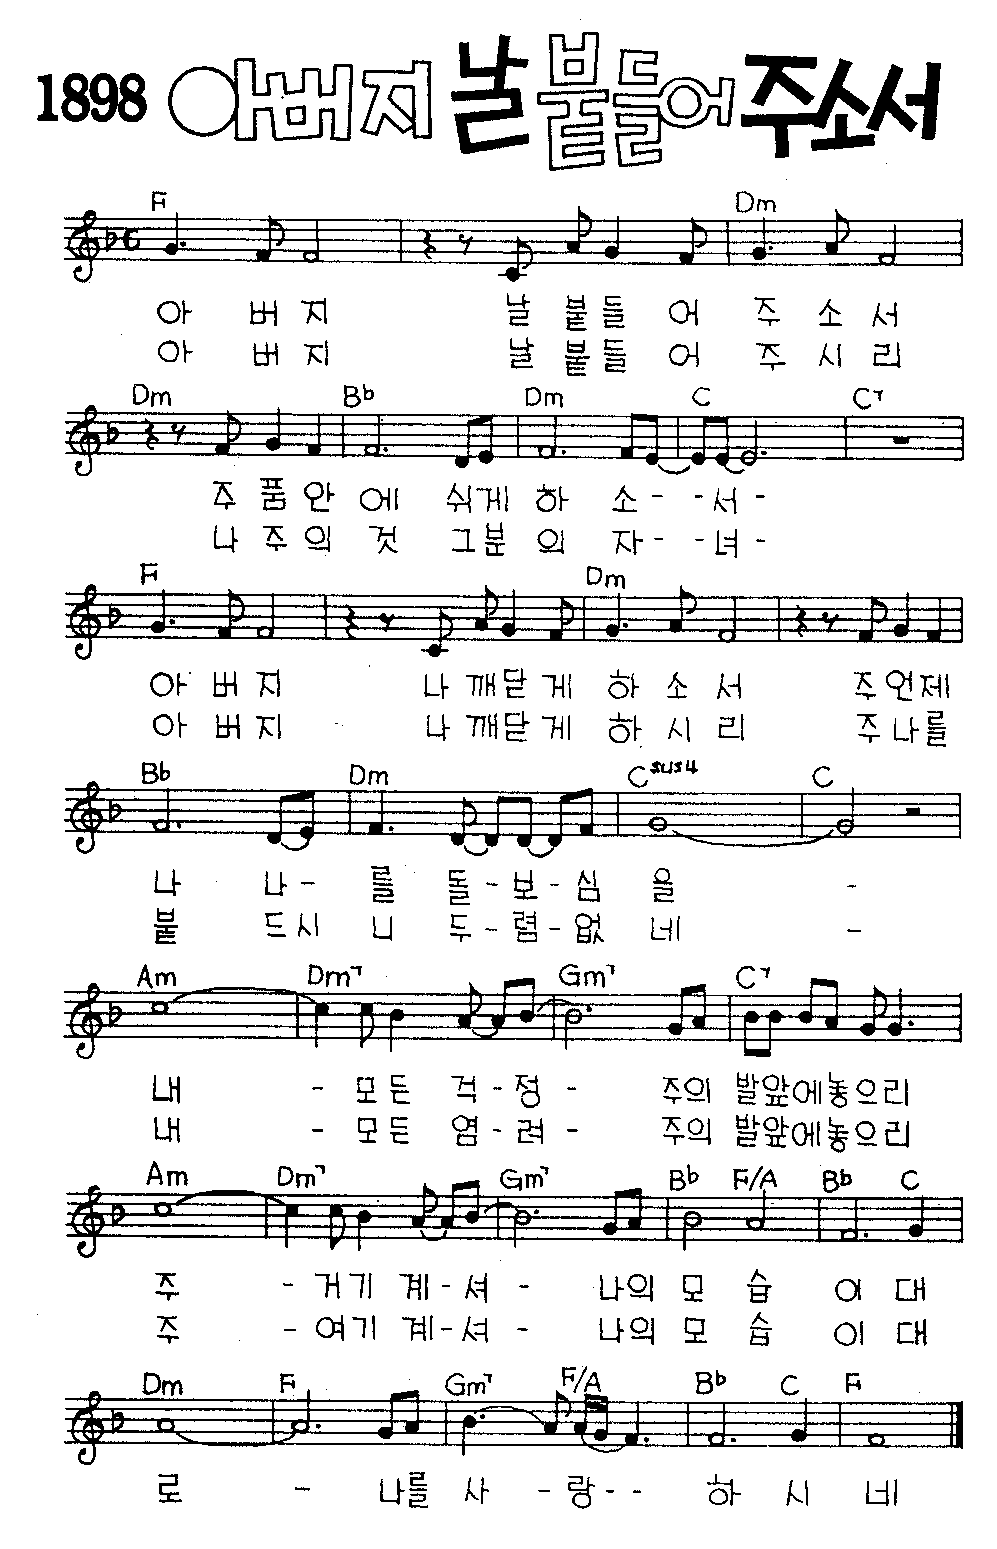 1898 아버지 날 붙들어 주소서
F Dm
아 버 지 날 붙 들 어 주 소 서
아 버 지 날 붙 들 어 주 시 리
Dm B♭ Dm C C7
주 품 안 에 쉬게 하 소 - - 서 -
나 주 의 것 그분 의 자 - - 녀 -
F Dm
아 버 지 나 깨닫 게 하 소 서 주언제
아 버 지 나 깨닫 게 하 시 리 주나를
B♭ Dm Csus4 C
나 나 - 를 돌 - 보 - 심 을 -
붙 드시 니 두 - 렴 - 없 네 -
Am Dm7 Gm7 C7
내 - 모 든 걱 - 정 - 주의 발앞에놓으리
내 - 모 든 염 - 려 - 주의 발앞에놓으리
Am Dm7 Gm7 B♭ F/A B♭ C
주 - 거기 계 - 셔 - 나의 모 습 이 대
주 - 여기 계 - 셔 - 나의 모 습 이 대
Dm F Gm7 F/A B♭ C F
로 - 나를 사 - 랑 - - 하 시 네